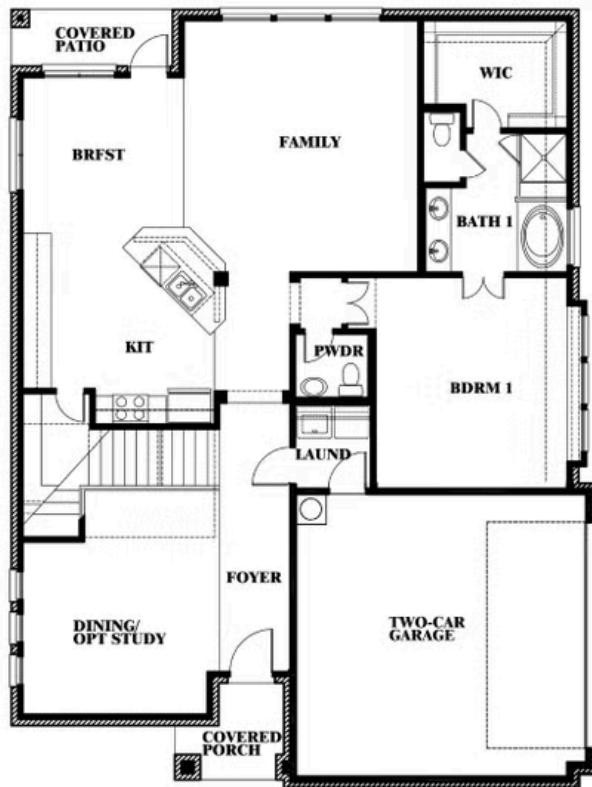 COVERED
PATIO
WIC
BRFST
FAMILY
BATH 1
KIT
PWDR
BDRM 1
LAUND
FOYER
DINING/
OPT STUDY
TWO-CAR
GARAGE
COVERED
PORCH